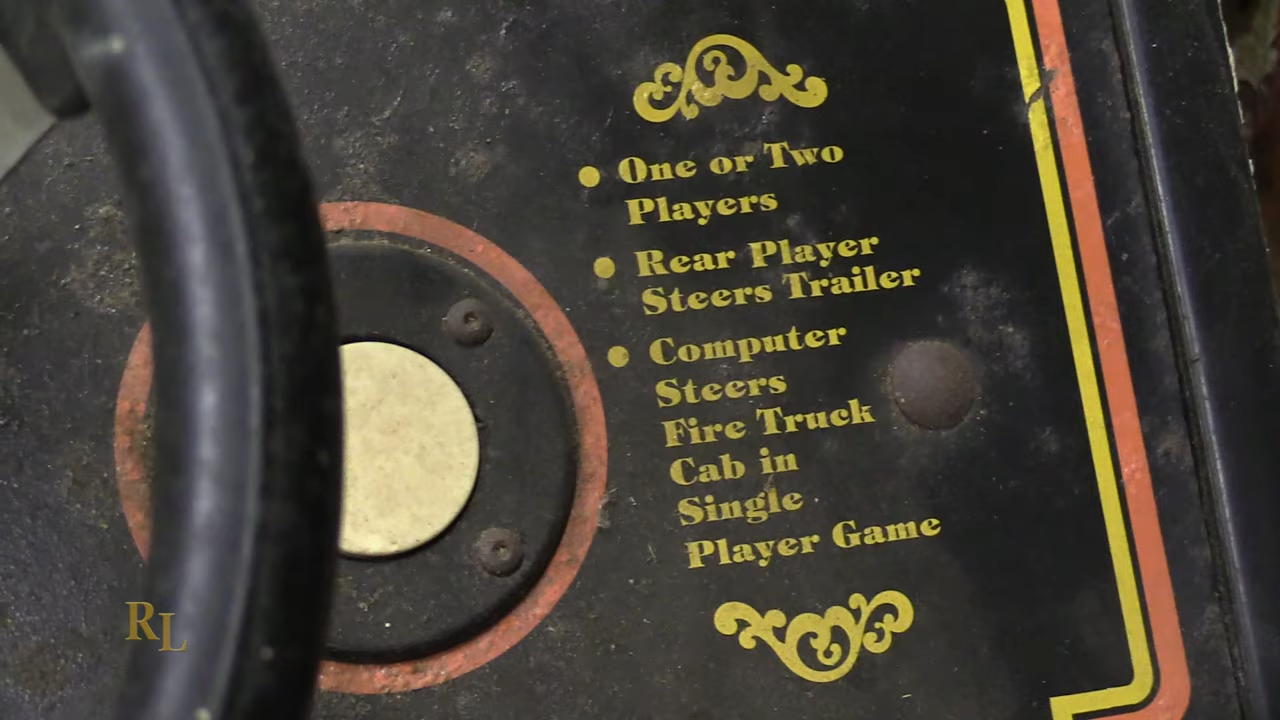 One or Two
Players
Rear Player
Steers Trailer
Computer
Steers
Fire Truck
Cab in
Single
Player Game
RL